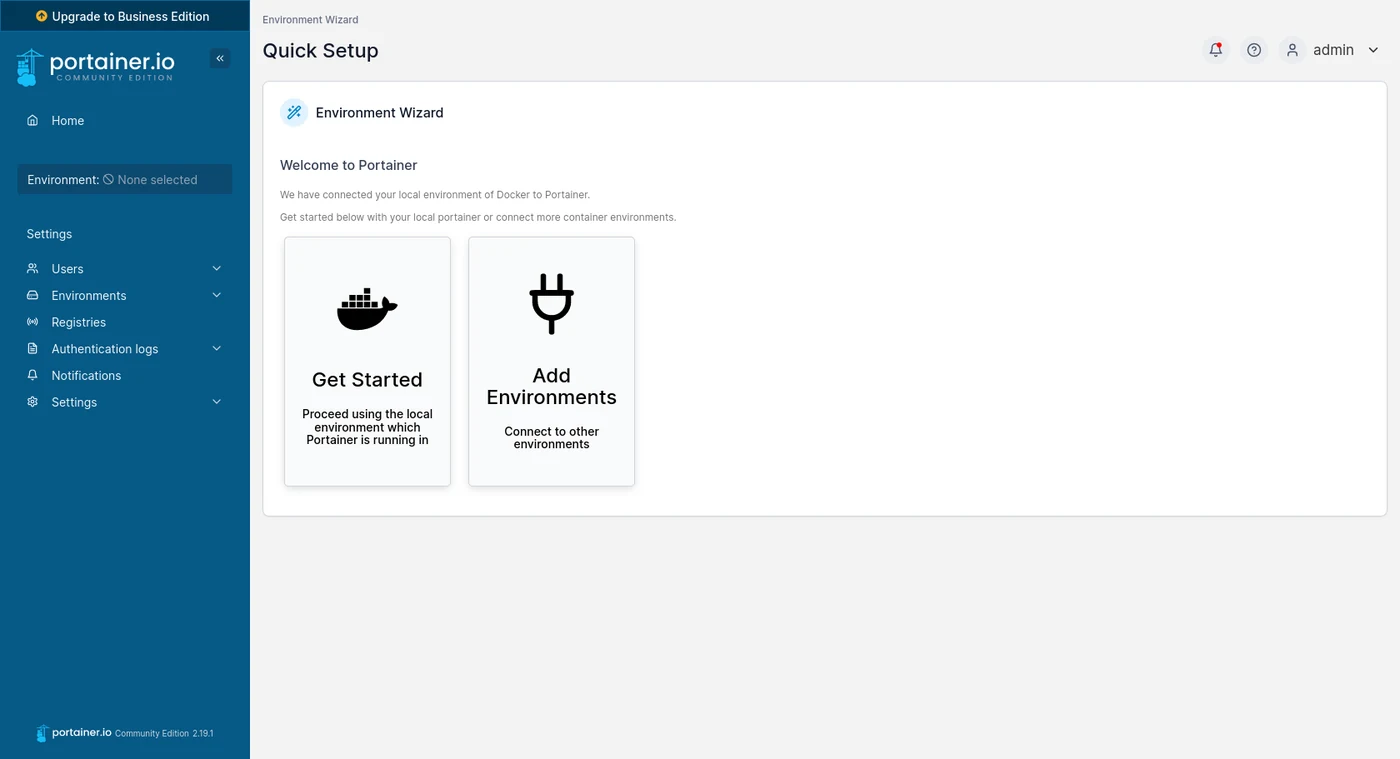 Upgrade to Business Edition
portainer.io
COMMUNITY EDITION
Home
Environment: None selected
Settings
Users
Environments
Registries
Authentication logs
Notifications
Settings
portainer.io Community Edition 2.19.1
Environment Wizard
Quick Setup
admin
Environment Wizard
Welcome to Portainer
We have connected your local environment of Docker to Portainer.
Get started below with your local portainer or connect more container environments.
Get Started
Proceed using the local
environment which
Portainer is running in
Add
Environments
Connect to other
environments